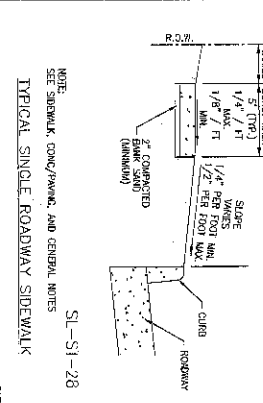 R.O.W.
5' (TYP.)
1/4" / FT
MAX.
1/8" / FT
MIN.
SLOPE
VARIES
1/4" PER FOOT MIN.
1/2" PER FOOT MAX.
2" COMPACTED
BANK SAND
(MINIMUM)
CURB
ROADWAY
NOTE:
SEE SIDEWALK, CONC/PAVING, AND GENERAL NOTES
SL-S1-28
TYPICAL SINGLE ROADWAY SIDEWALK